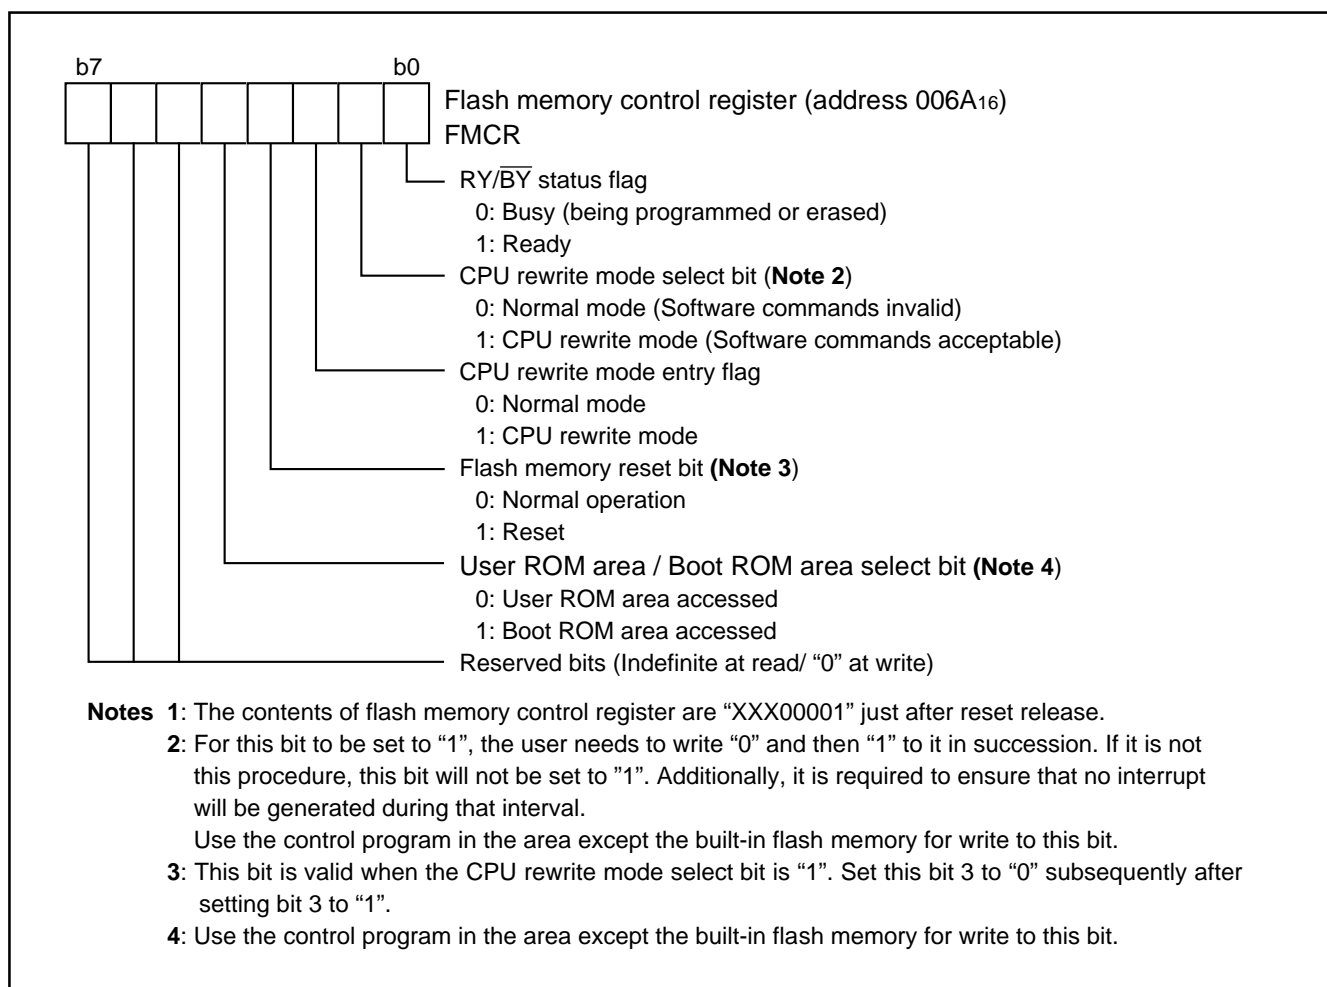 b7 b0
Flash memory control register (address 006A16)
FMCR
RY/BY status flag
0: Busy (being programmed or erased)
1: Ready
CPU rewrite mode select bit (Note 2)
0: Normal mode (Software commands invalid)
1: CPU rewrite mode (Software commands acceptable)
CPU rewrite mode entry flag
0: Normal mode
1: CPU rewrite mode
Flash memory reset bit (Note 3)
0: Normal operation
1: Reset
User ROM area / Boot ROM area select bit (Note 4)
0: User ROM area accessed
1: Boot ROM area accessed
Reserved bits (Indefinite at read/ “0” at write)
Notes 1: The contents of flash memory control register are “XXX00001” just after reset release.
2: For this bit to be set to “1”, the user needs to write “0” and then “1” to it in succession. If it is not
this procedure, this bit will not be set to ”1”. Additionally, it is required to ensure that no interrupt
will be generated during that interval.
Use the control program in the area except the built-in flash memory for write to this bit.
3: This bit is valid when the CPU rewrite mode select bit is “1”. Set this bit 3 to “0” subsequently after
setting bit 3 to “1”.
4: Use the control program in the area except the built-in flash memory for write to this bit.